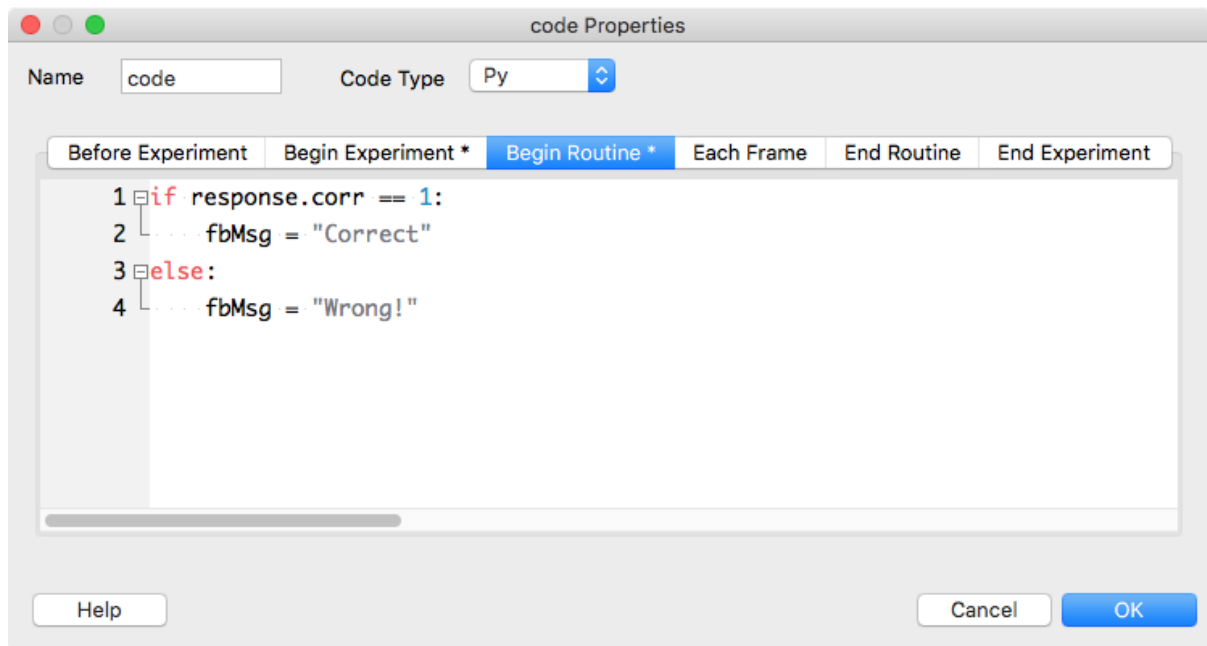 code Properties
Name code Code Type Py
Before Experiment Begin Experiment * Begin Routine * Each Frame End Routine End Experiment
1 if response.corr == 1:
2     fbMsg = "Correct"
3 else:
4     fbMsg = "Wrong!"
Help Cancel OK